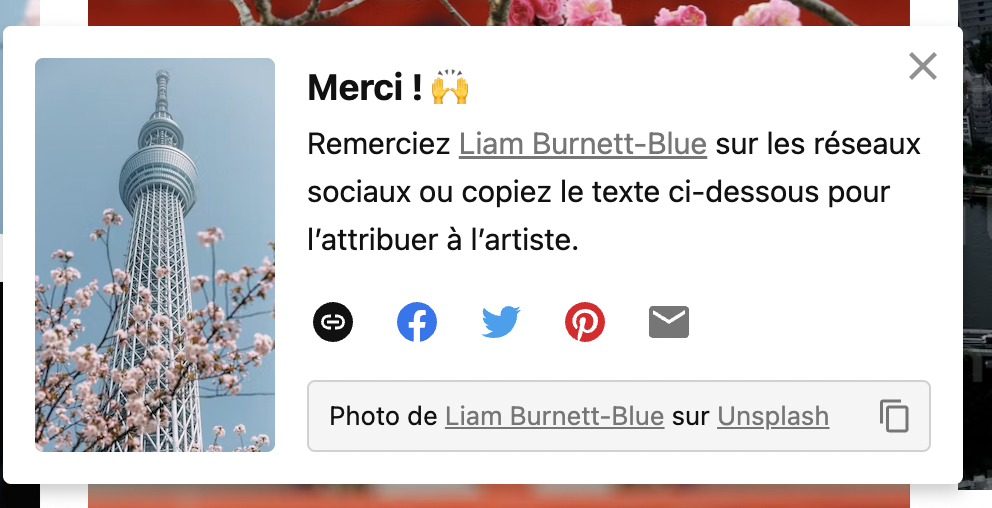 Merci ! 🙌
Remerciez Liam Burnett-Blue sur les réseaux
sociaux ou copiez le texte ci-dessous pour
l’attribuer à l’artiste.
Photo de Liam Burnett-Blue sur Unsplash